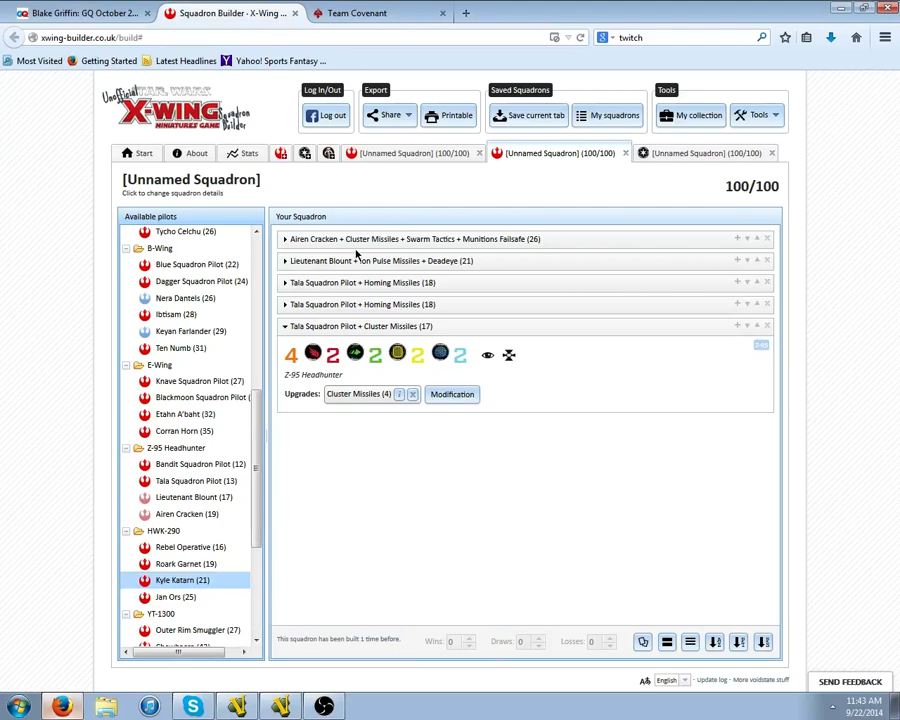 Blake Griffin: GQ October 2...
Squadron Builder · X-Wing ...
Team Covenant
xwing-builder.co.uk/build#
twitch
Most Visited
Getting Started
Latest Headlines
Yahoo! Sports Fantasy ...
Unofficial STAR WARS
X-WING
MINIATURES GAME
Squadron Builder
Log In/Out
Export
Saved Squadrons
Tools
Log out
Share
Printable
Save current tab
My squadrons
My collection
Tools
Start
About
Stats
[Unnamed Squadron] (100/100)
[Unnamed Squadron] (100/100)
[Unnamed Squadron] (100/100)
[Unnamed Squadron]
Click to change squadron details
100/100
Available pilots
Tycho Celchu (26)
B-Wing
Blue Squadron Pilot (22)
Dagger Squadron Pilot (24)
Nera Dantels (26)
Ibtisam (28)
Keyan Farlander (29)
Ten Numb (31)
E-Wing
Knave Squadron Pilot (27)
Blackmoon Squadron Pilot (
Etahn A'baht (32)
Corran Horn (35)
Z-95 Headhunter
Bandit Squadron Pilot (12)
Tala Squadron Pilot (13)
Lieutenant Blount (17)
Airen Cracken (19)
HWK-290
Rebel Operative (16)
Roark Garnet (19)
Kyle Katarn (21)
Jan Ors (25)
YT-1300
Outer Rim Smuggler (27)
Your Squadron
Airen Cracken + Cluster Missiles + Swarm Tactics + Munitions Failsafe (26)
Lieutenant Blount + Ion Pulse Missiles + Deadeye (21)
Tala Squadron Pilot + Homing Missiles (18)
Tala Squadron Pilot + Homing Missiles (18)
Tala Squadron Pilot + Cluster Missiles (17)
4 2 2 2 2
Z-95
Z-95 Headhunter
Upgrades:
Cluster Missiles (4)
i
x
Modification
This squadron has been built 1 time before.
Wins: 0
Draws: 0
Losses: 0
English
Update log
More voidstate stuff
SEND FEEDBACK
11:43 AM
9/22/2014